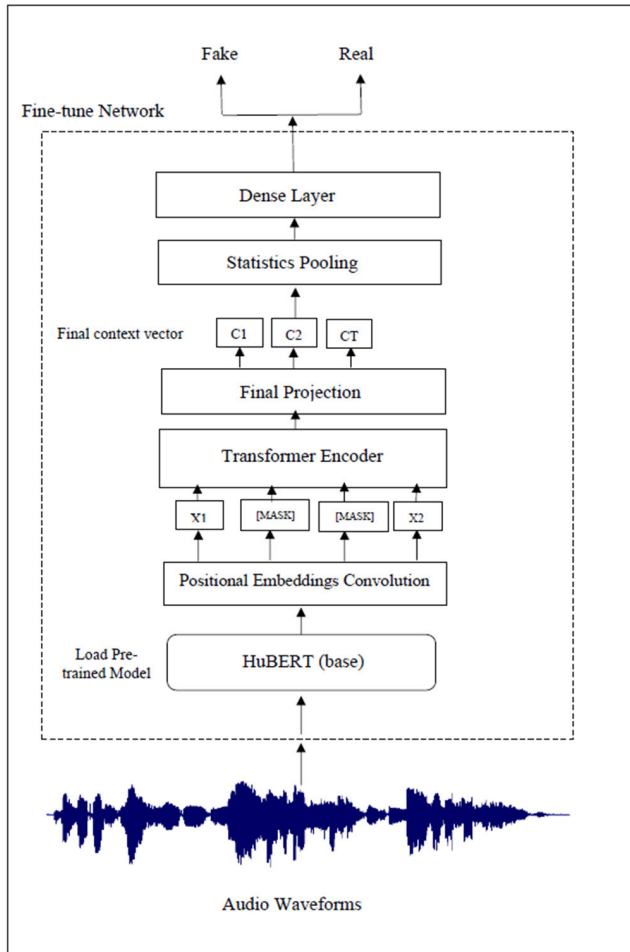 Fake Real
Fine-tune Network
Dense Layer
Statistics Pooling
Final context vector C1 C2 CT
Final Projection
Transformer Encoder
X1 [MASK] [MASK] X2
Positional Embeddings Convolution
Load Pre-
trained Model
HuBERT (base)
Audio Waveforms